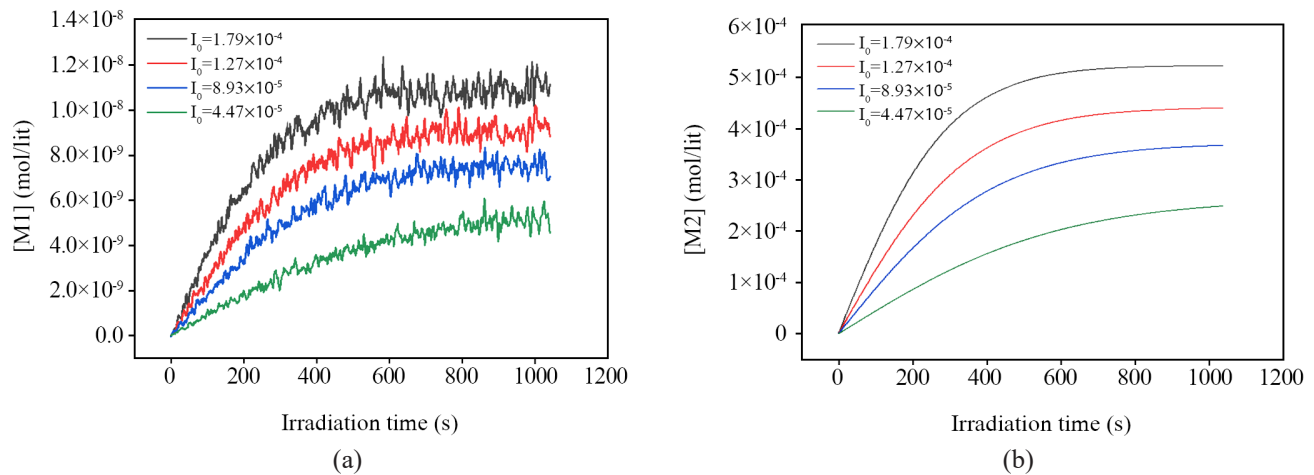 1.4×10⁻⁸
1.2×10⁻⁸
1.0×10⁻⁸
8.0×10⁻⁹
6.0×10⁻⁹
4.0×10⁻⁹
2.0×10⁻⁹
0.0
[M1] (mol/lit)
I₀=1.79×10⁻⁴
I₀=1.27×10⁻⁴
I₀=8.93×10⁻⁵
I₀=4.47×10⁻⁵
0 200 400 600 800 1000 1200
Irradiation time (s)
(a)
6×10⁻⁴
5×10⁻⁴
4×10⁻⁴
3×10⁻⁴
2×10⁻⁴
1×10⁻⁴
0
[M2] (mol/lit)
I₀=1.79×10⁻⁴
I₀=1.27×10⁻⁴
I₀=8.93×10⁻⁵
I₀=4.47×10⁻⁵
0 200 400 600 800 1000 1200
Irradiation time (s)
(b)